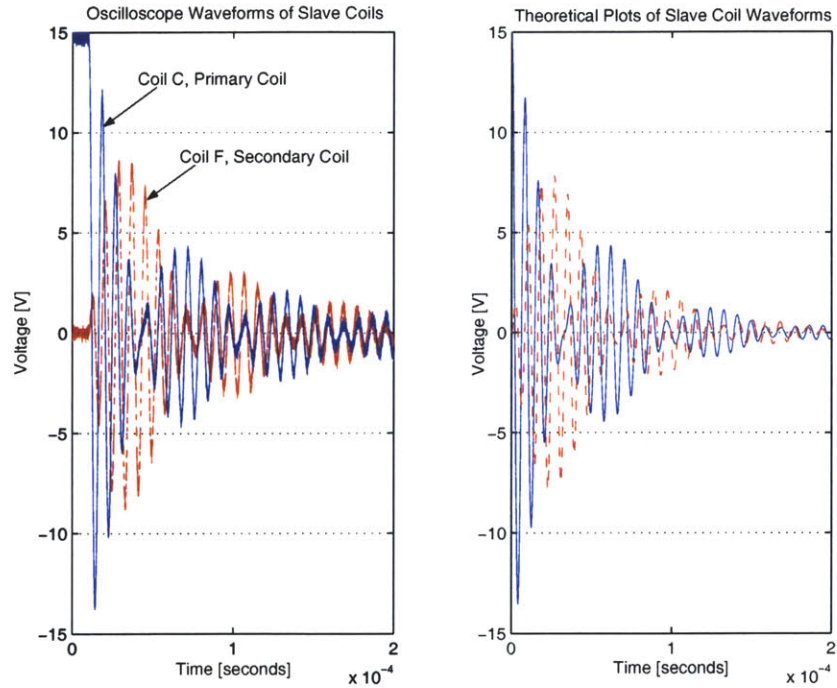 Oscilloscope Waveforms of Slave Coils
15
10
5
0
−5
−10
−15
Voltage [V]
Coil C, Primary Coil
Coil F, Secondary Coil
0
1
2
Time [seconds]
x 10⁻⁴
Theoretical Plots of Slave Coil Waveforms
15
10
5
0
−5
−10
−15
Voltage [V]
0
1
2
Time [seconds]
x 10⁻⁴